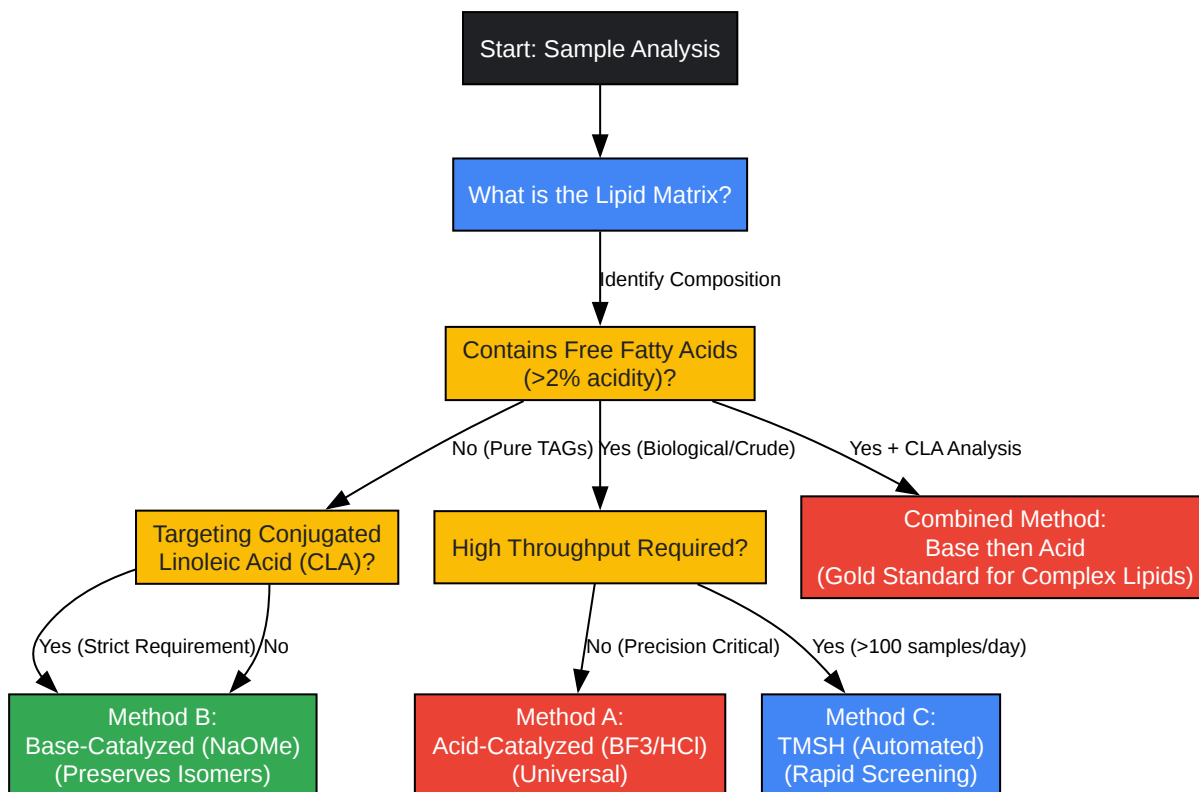 Start: Sample Analysis
What is the Lipid Matrix?
Identify Composition
Contains Free Fatty Acids
(>2% acidity)?
No (Pure TAGs)
Yes (Biological/Crude)
Yes + CLA Analysis
Targeting Conjugated
Linoleic Acid (CLA)?
High Throughput Required?
Combined Method:
Base then Acid
(Gold Standard for Complex Lipids)
Yes (Strict Requirement)
No
No (Precision Critical)
Yes (>100 samples/day)
Method B:
Base-Catalyzed (NaOMe)
(Preserves Isomers)
Method A:
Acid-Catalyzed (BF3/HCl)
(Universal)
Method C:
TMSH (Automated)
(Rapid Screening)